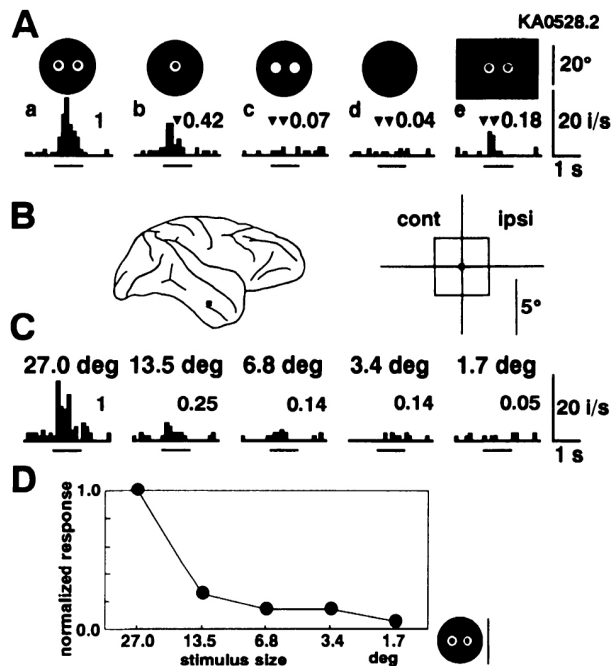 A
KA0528.2
20°
a b c d e
1 ▼0.42 ▼▼0.07 ▼▼0.04 ▼▼0.18
20 i/s
1 s
B
cont ipsi
5°
C
27.0 deg 13.5 deg 6.8 deg 3.4 deg 1.7 deg
1 0.25 0.14 0.14 0.05
20 i/s
1 s
D
normalized response
1.0
0.0
27.0 13.5 6.8 3.4 1.7
stimulus size deg